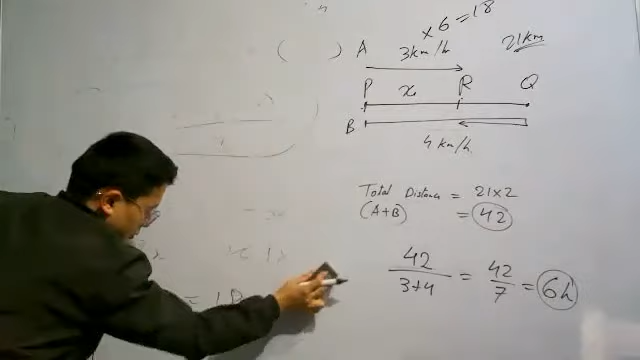 × 6 = 18
( ) A 3km/h 21km
P x R Q
B
4 km/h.
Total Distance = 21×2
(A+B) = 42
42/3+4 = 42/7 = 6h